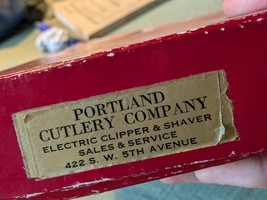 PORTLAND
CUTLERY COMPANY
ELECTRIC CLIPPER & SHAVER
SALES & SERVICE
422 S. W. 5TH AVENUE